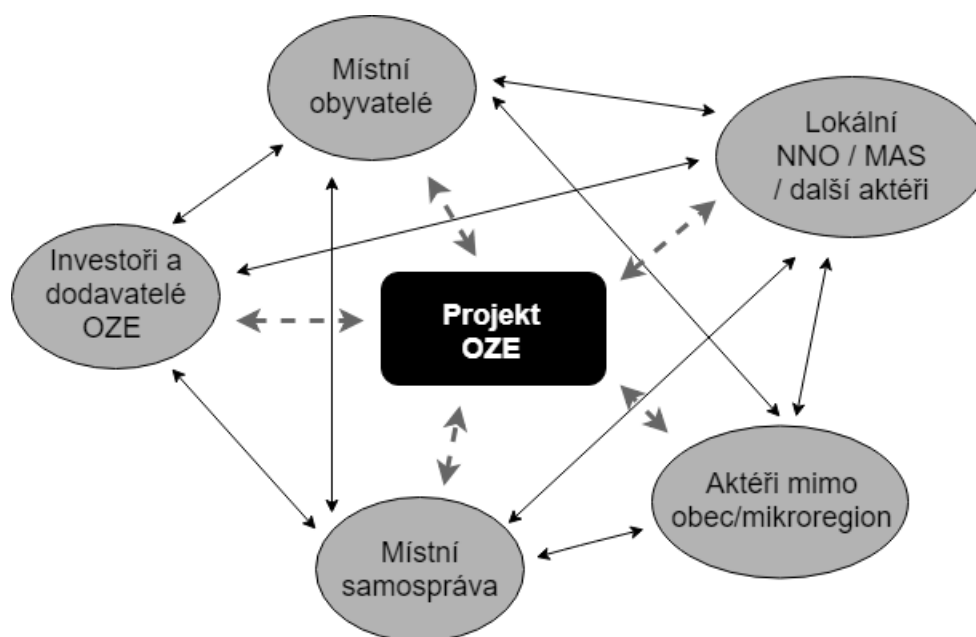 Místní
obyvatelé
Lokální
NNO / MAS
/ další aktéři
Investoři a
dodavatelé
OZE
Projekt
OZE
Aktéři mimo
obec/mikroregion
Místní
samospráva